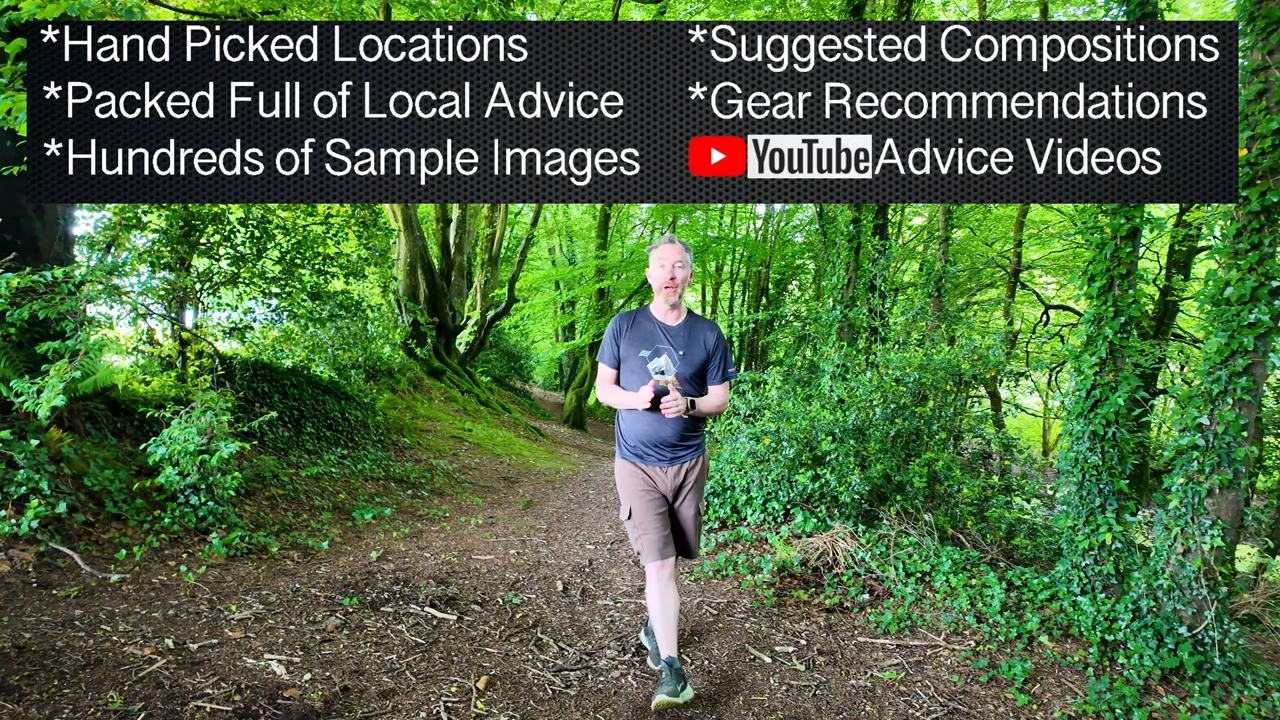 *Hand Picked Locations
*Packed Full of Local Advice
*Hundreds of Sample Images
*Suggested Compositions
*Gear Recommendations
YouTube Advice Videos